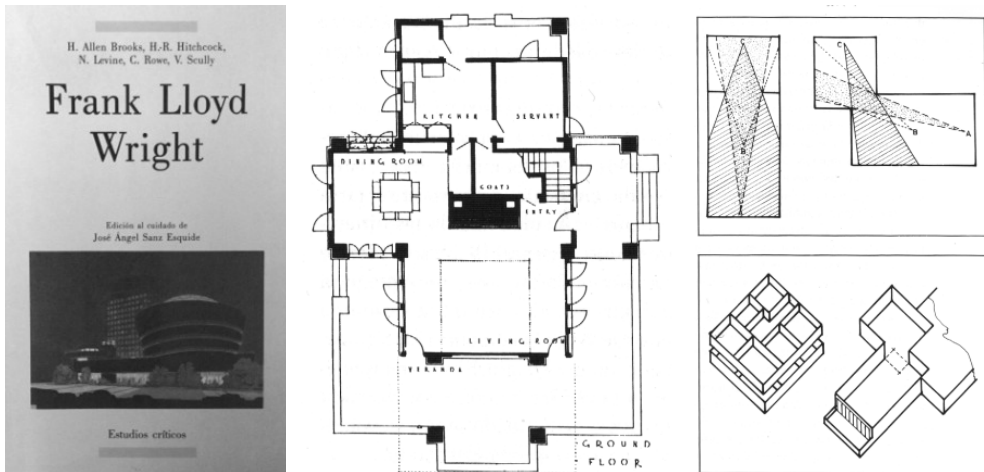 H. Allen Brooks, H.-R. Hitchcock,
N. Levine, C. Rowe, V. Scully
Frank Lloyd
Wright
Edición al cuidado de
José Ángel Sanz Esquide
Estudios críticos
KITCHEN
SERVANT
DINING ROOM
COATS
ENTRY
LIVING ROOM
VERANDA
GROUND
FLOOR
C
B
A
C
B
A